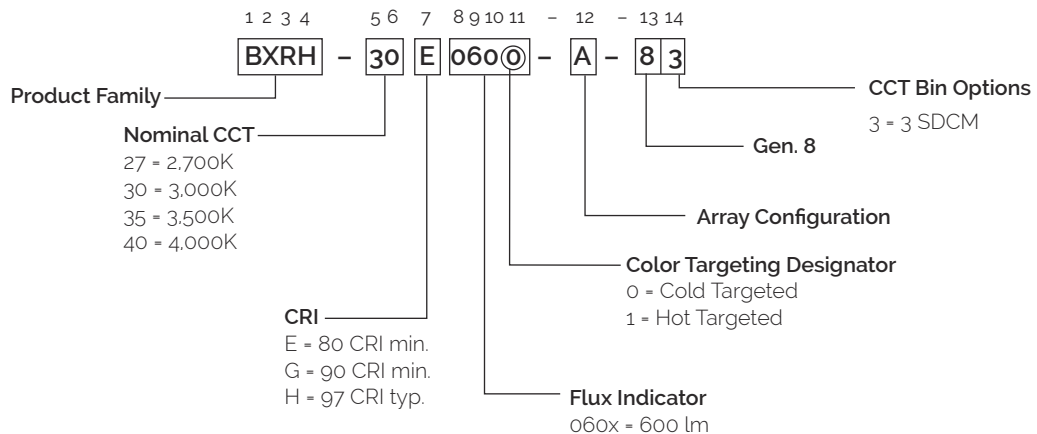 1 2 3 4 5 6 7 8 9 10 11 – 12 – 13 14
BXRH – 30 E 0600 – A – 8 3
Product Family
CCT Bin Options
3 = 3 SDCM
Nominal CCT
27 = 2,700K
30 = 3,000K
35 = 3,500K
40 = 4,000K
Gen. 8
Array Configuration
Color Targeting Designator
0 = Cold Targeted
1 = Hot Targeted
CRI
E = 80 CRI min.
G = 90 CRI min.
H = 97 CRI typ.
Flux Indicator
060x = 600 lm